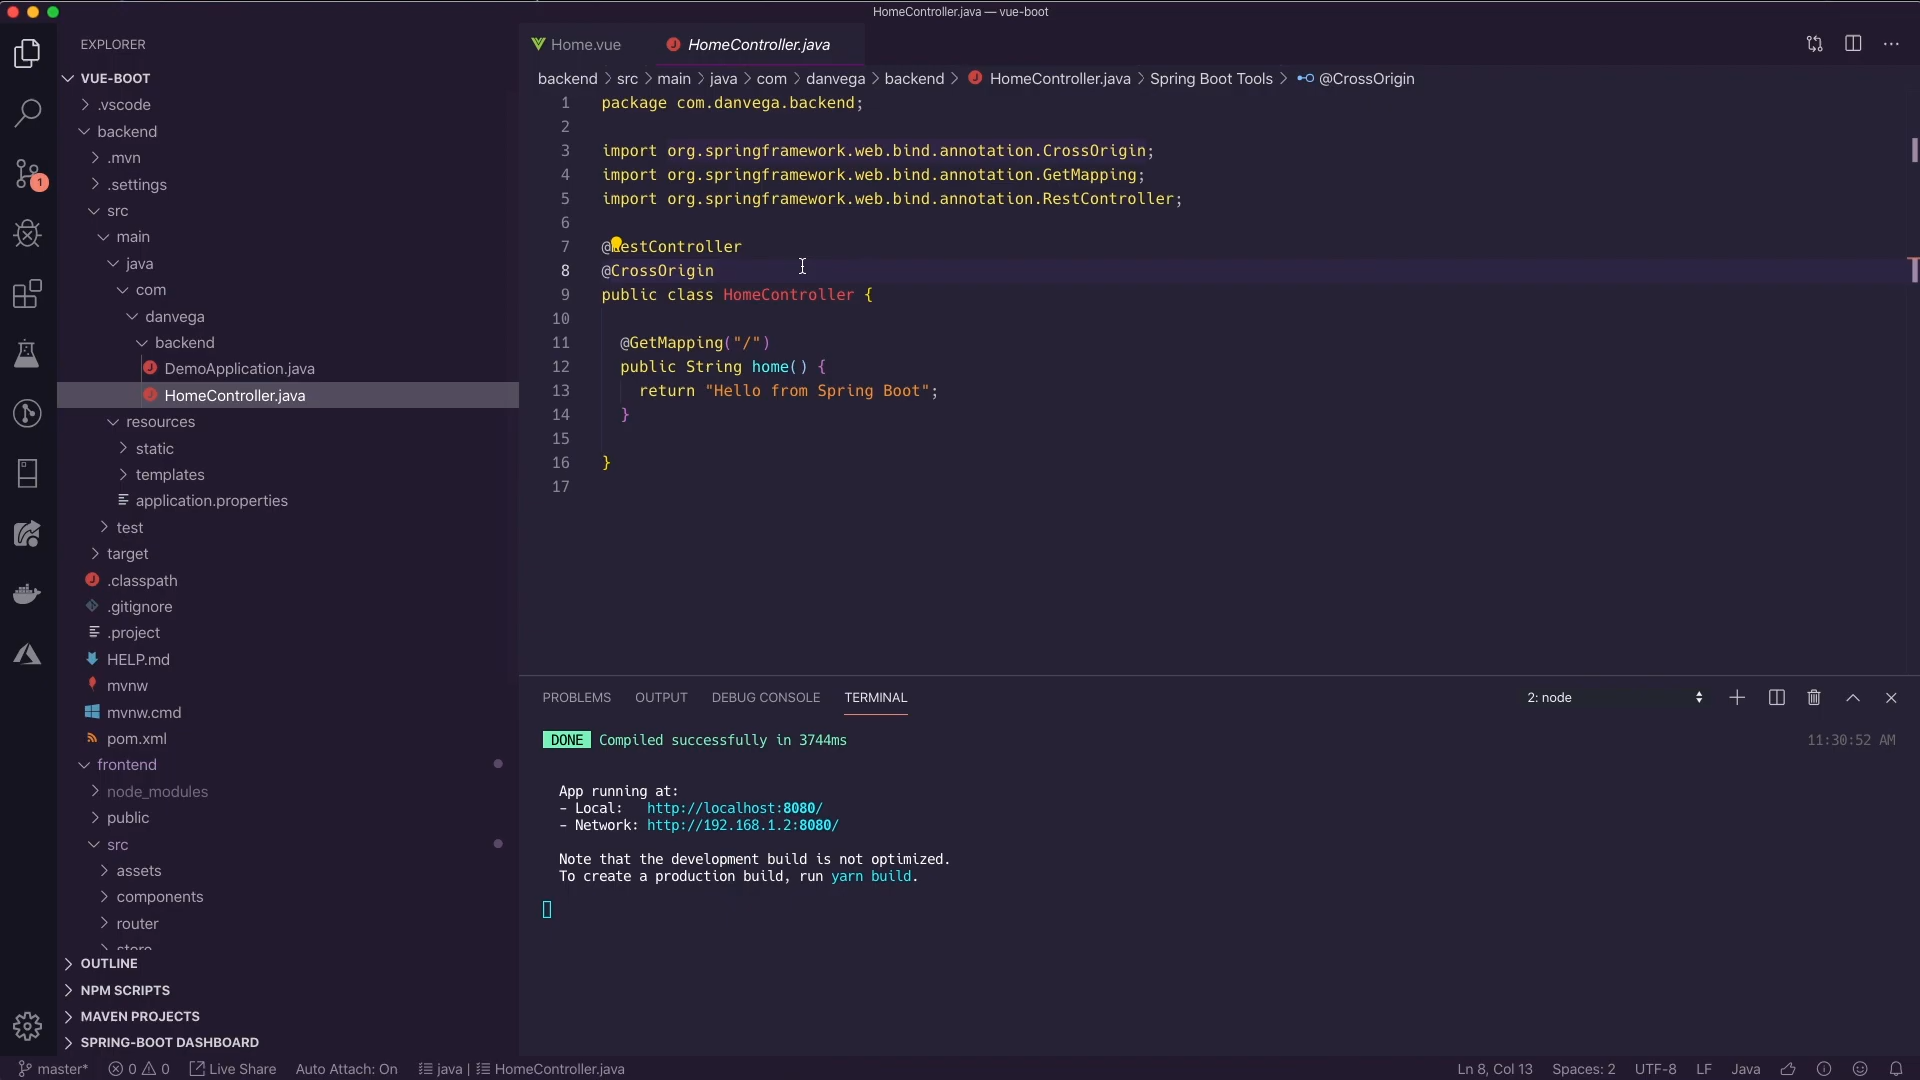 HomeController.java — vue-boot
EXPLORER
VUE-BOOT
.vscode
backend
.mvn
.settings
src
main
java
com
danvega
backend
DemoApplication.java
HomeController.java
resources
static
templates
application.properties
test
target
.classpath
.gitignore
.project
HELP.md
mvnw
mvnw.cmd
pom.xml
frontend
node_modules
public
src
assets
components
router
store
OUTLINE
NPM SCRIPTS
MAVEN PROJECTS
SPRING-BOOT DASHBOARD
1
Home.vue
HomeController.java
backend > src > main > java > com > danvega > backend > HomeController.java > Spring Boot Tools > @CrossOrigin
1 package com.danvega.backend;
2
3 import org.springframework.web.bind.annotation.CrossOrigin;
4 import org.springframework.web.bind.annotation.GetMapping;
5 import org.springframework.web.bind.annotation.RestController;
6
7 @RestController
8 @CrossOrigin
9 public class HomeController {
10
11 @GetMapping("/")
12 public String home() {
13 return "Hello from Spring Boot";
14 }
15
16 }
17
PROBLEMS OUTPUT DEBUG CONSOLE TERMINAL 2: node
DONE Compiled successfully in 3744ms 11:30:52 AM
App running at:
- Local: http://localhost:8080/
- Network: http://192.168.1.2:8080/
Note that the development build is not optimized.
To create a production build, run yarn build.
master* 0 0 Live Share Auto Attach: On java | HomeController.java Ln 8, Col 13 Spaces: 2 UTF-8 LF Java